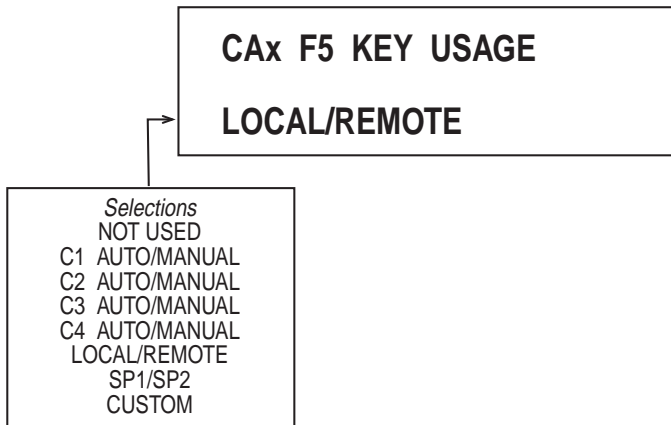 CAx F5 KEY USAGE
LOCAL/REMOTE
Selections
NOT USED
C1 AUTO/MANUAL
C2 AUTO/MANUAL
C3 AUTO/MANUAL
C4 AUTO/MANUAL
LOCAL/REMOTE
SP1/SP2
CUSTOM